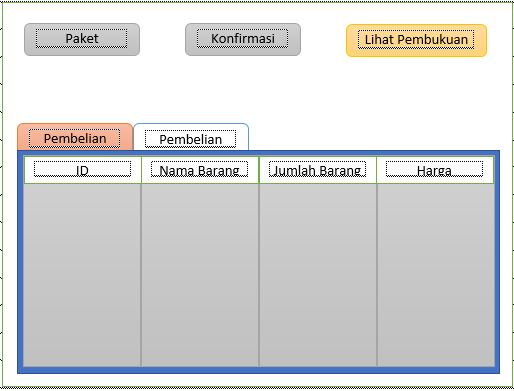 Paket Konfirmasi Lihat Pembukuan
Pembelian Pembelian
ID Nama Barang Jumlah Barang Harga